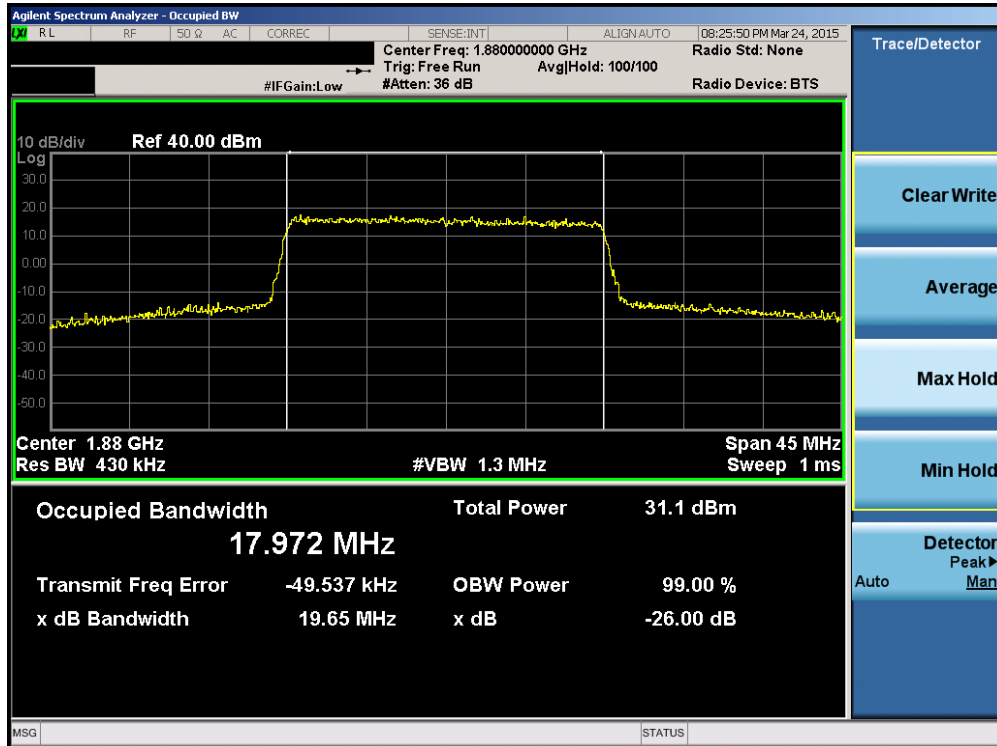 Agilent Spectrum Analyzer - Occupied BW
LXI RL RF 50 Ω AC CORREC SENSE:INT ALIGN AUTO 08:25:50 PM Mar 24, 2015
Center Freq: 1.880000000 GHz Radio Std: None
Trig: Free Run Avg|Hold: 100/100
#IFGain:Low #Atten: 36 dB Radio Device: BTS
10 dB/div Ref 40.00 dBm
Log
30.0
20.0
10.0
0.00
-10.0
-20.0
-30.0
-40.0
-50.0
Center 1.88 GHz Span 45 MHz
Res BW 430 kHz #VBW 1.3 MHz Sweep 1 ms
Occupied Bandwidth Total Power 31.1 dBm
17.972 MHz
Transmit Freq Error -49.537 kHz OBW Power 99.00 %
x dB Bandwidth 19.65 MHz x dB -26.00 dB
MSG STATUS
Trace/Detector
Clear Write
Average
Max Hold
Min Hold
Detector
Peak▶
Auto Man